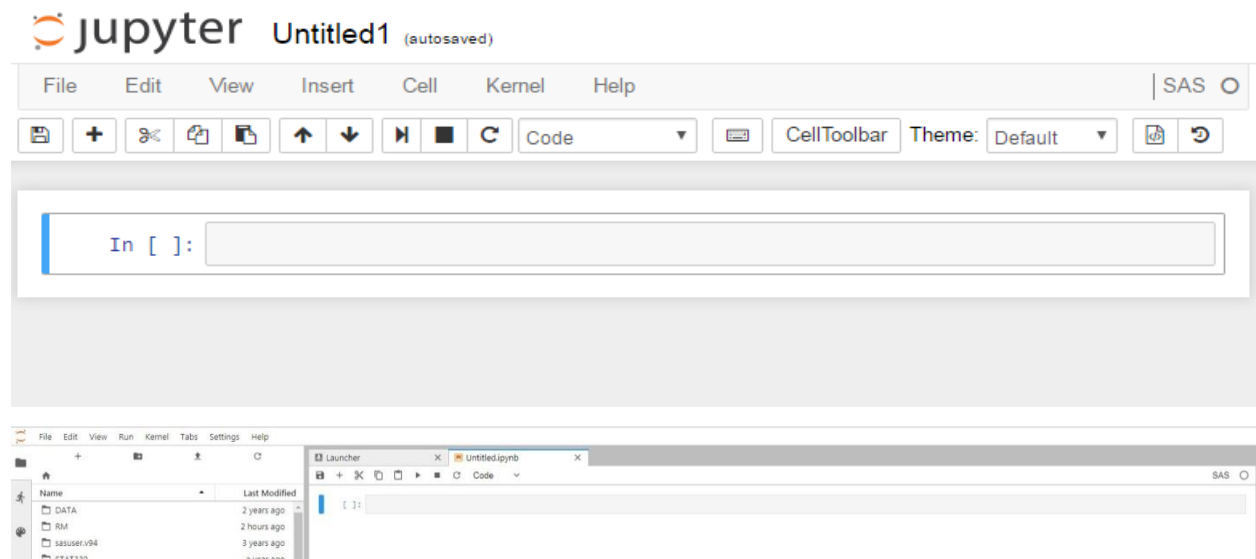 jupyter Untitled1 (autosaved)
File Edit View Insert Cell Kernel Help SAS
Code CellToolbar Theme: Default
In [ ]:
File Edit View Run Kernel Tabs Settings Help
Launcher Untitled.ipynb
Code SAS
Name Last Modified
[ ]:
DATA 2 years ago
RM 2 hours ago
sasuser.v94 3 years ago